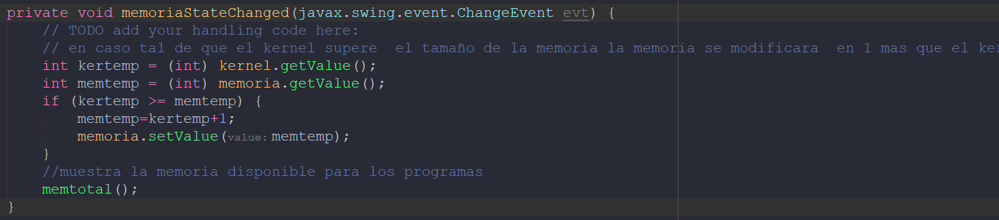 private void memoriaStateChanged(javax.swing.event.ChangeEvent evt) {
// TODO add your handling code here:
// en caso tal de que el kernel supere  el tamaño de la memoria la memoria se modificara  en 1 mas que el
int kertemp = (int) kernel.getValue();
int memtemp = (int) memoria.getValue();
if (kertemp >= memtemp) {
memtemp=kertemp+1;
memoria.setValue(value: memtemp);
}
//muestra la memoria disponible para los programas
memtotal();
}